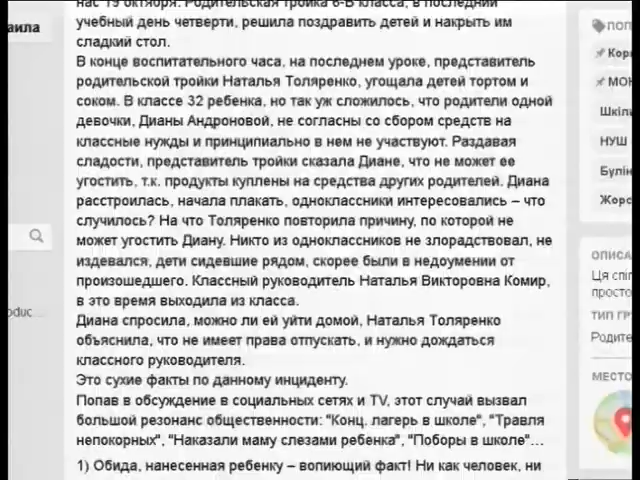 нас 19 октября. Родительская тройка 6-В класса, в последний
учебный день четверти, решила поздравить детей и накрыть им
сладкий стол.
В конце воспитательного часа, на последнем уроке, представитель
родительской тройки Наталья Толяренко, угощала детей тортом и
соком. В классе 32 ребенка, но так уж сложилось, что родители одной
девочки, Дианы Андроновой, не согласны со сбором средств на
классные нужды и принципиально в нем не участвуют. Раздавая
сладости, представитель тройки сказала Диане, что не может ее
угостить, т.к. продукты куплены на средства других родителей. Диана
расстроилась, начала плакать, одноклассники интересовались – что
случилось? На что Толяренко повторила причину, по которой не
может угостить Диану. Никто из одноклассников не злорадствовал, не
издевался, дети сидевшие рядом, скорее были в недоумении от
произошедшего. Классный руководитель Наталья Викторовна Комир,
в это время выходила из класса.
Диана спросила, можно ли ей уйти домой, Наталья Толяренко
объяснила, что не имеет права отпускать, и нужно дождаться
классного руководителя.
Это сухие факты по данному инциденту.
Попав в обсуждение в социальных сетях и TV, этот случай вызвал
большой резонанс общественности: "Конц. лагерь в школе", "Травля
непокорных", "Наказали маму слезами ребенка", "Поборы в школе"...
1) Обида, нанесенная ребенку – вопиющий факт! Ни как человек, ни
аила
oduc...
ПОП
Кор
МОН
Шкіл
НУШ
Булін
Жорс
ОПИСА
Ця спіл
просто
ТИП ГР
Родите
МЕСТО